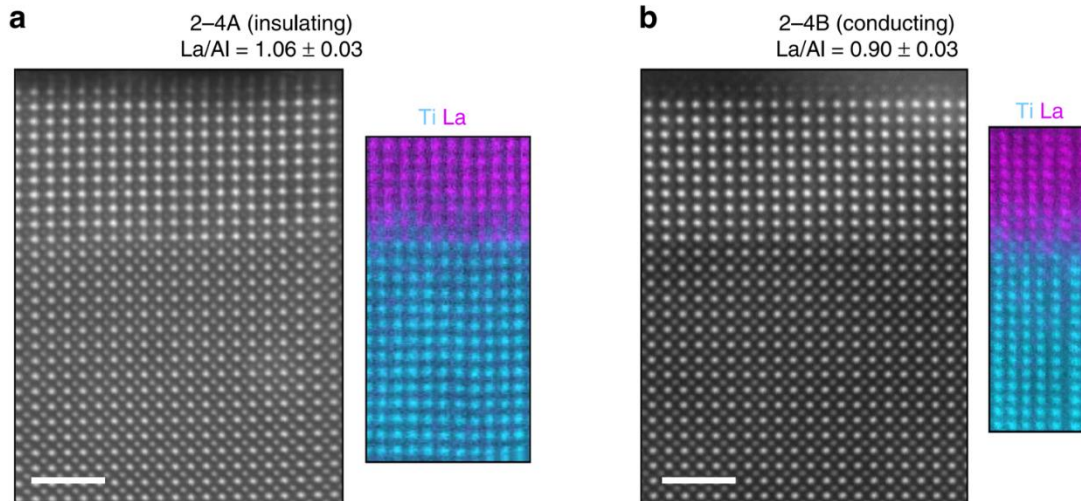 a
2–4A (insulating)
La/Al = 1.06 ± 0.03
Ti La
b
2–4B (conducting)
La/Al = 0.90 ± 0.03
Ti La